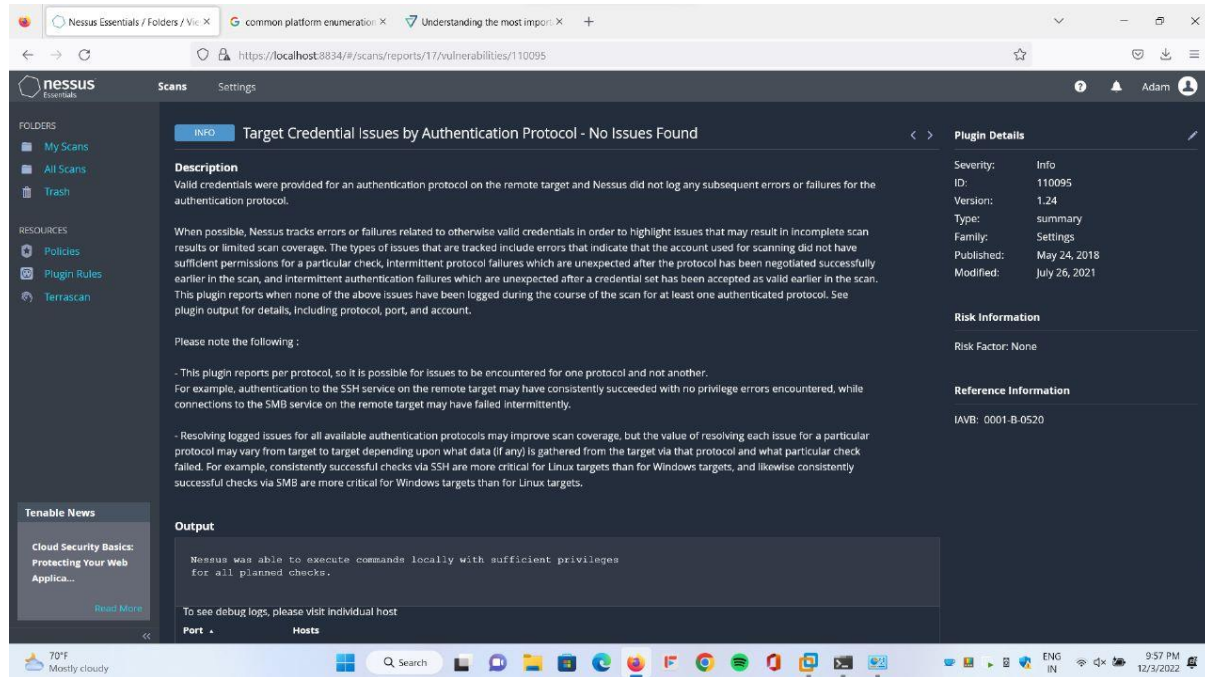 Nessus Essentials / Folders / Vie
common platform enumeration
Understanding the most import
https://localhost:8834/#/scans/reports/17/vulnerabilities/110095
nessus
Essentials
Scans
Settings
Adam
FOLDERS
My Scans
All Scans
Trash
RESOURCES
Policies
Plugin Rules
Terrascan
Tenable News
Cloud Security Basics:
Protecting Your Web
Applica...
Read More
INFO
Target Credential Issues by Authentication Protocol - No Issues Found
Description
Valid credentials were provided for an authentication protocol on the remote target and Nessus did not log any subsequent errors or failures for the
authentication protocol.
When possible, Nessus tracks errors or failures related to otherwise valid credentials in order to highlight issues that may result in incomplete scan
results or limited scan coverage. The types of issues that are tracked include errors that indicate that the account used for scanning did not have
sufficient permissions for a particular check, intermittent protocol failures which are unexpected after the protocol has been negotiated successfully
earlier in the scan, and intermittent authentication failures which are unexpected after a credential set has been accepted as valid earlier in the scan.
This plugin reports when none of the above issues have been logged during the course of the scan for at least one authenticated protocol. See
plugin output for details, including protocol, port, and account.
Please note the following :
- This plugin reports per protocol, so it is possible for issues to be encountered for one protocol and not another.
For example, authentication to the SSH service on the remote target may have consistently succeeded with no privilege errors encountered, while
connections to the SMB service on the remote target may have failed intermittently.
- Resolving logged issues for all available authentication protocols may improve scan coverage, but the value of resolving each issue for a particular
protocol may vary from target to target depending upon what data (if any) is gathered from the target via that protocol and what particular check
failed. For example, consistently successful checks via SSH are more critical for Linux targets than for Windows targets, and likewise consistently
successful checks via SMB are more critical for Windows targets than for Linux targets.
Output
Nessus was able to execute commands locally with sufficient privileges
for all planned checks.
To see debug logs, please visit individual host
Port
Hosts
Plugin Details
Severity: Info
ID: 110095
Version: 1.24
Type: summary
Family: Settings
Published: May 24, 2018
Modified: July 26, 2021
Risk Information
Risk Factor: None
Reference Information
IAVB: 0001-B-0520
70°F
Mostly cloudy
Search
ENG
IN
9:57 PM
12/3/2022